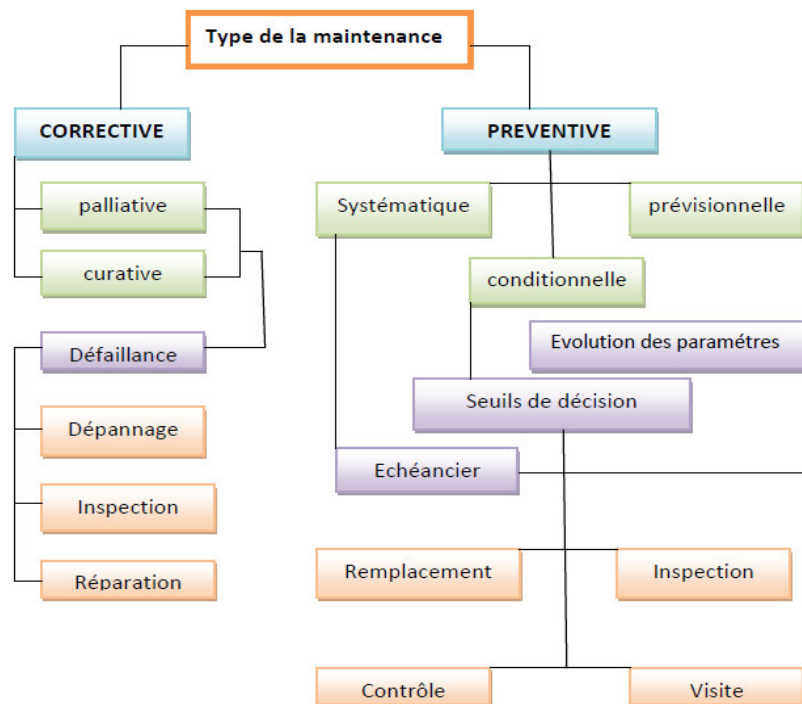 Type de la maintenance
CORRECTIVE
PREVENTIVE
palliative
Systématique
prévisionnelle
curative
conditionnelle
Evolution des paramétres
Défaillance
Seuils de décision
Dépannage
Echéancier
Inspection
Remplacement
Inspection
Réparation
Contrôle
Visite